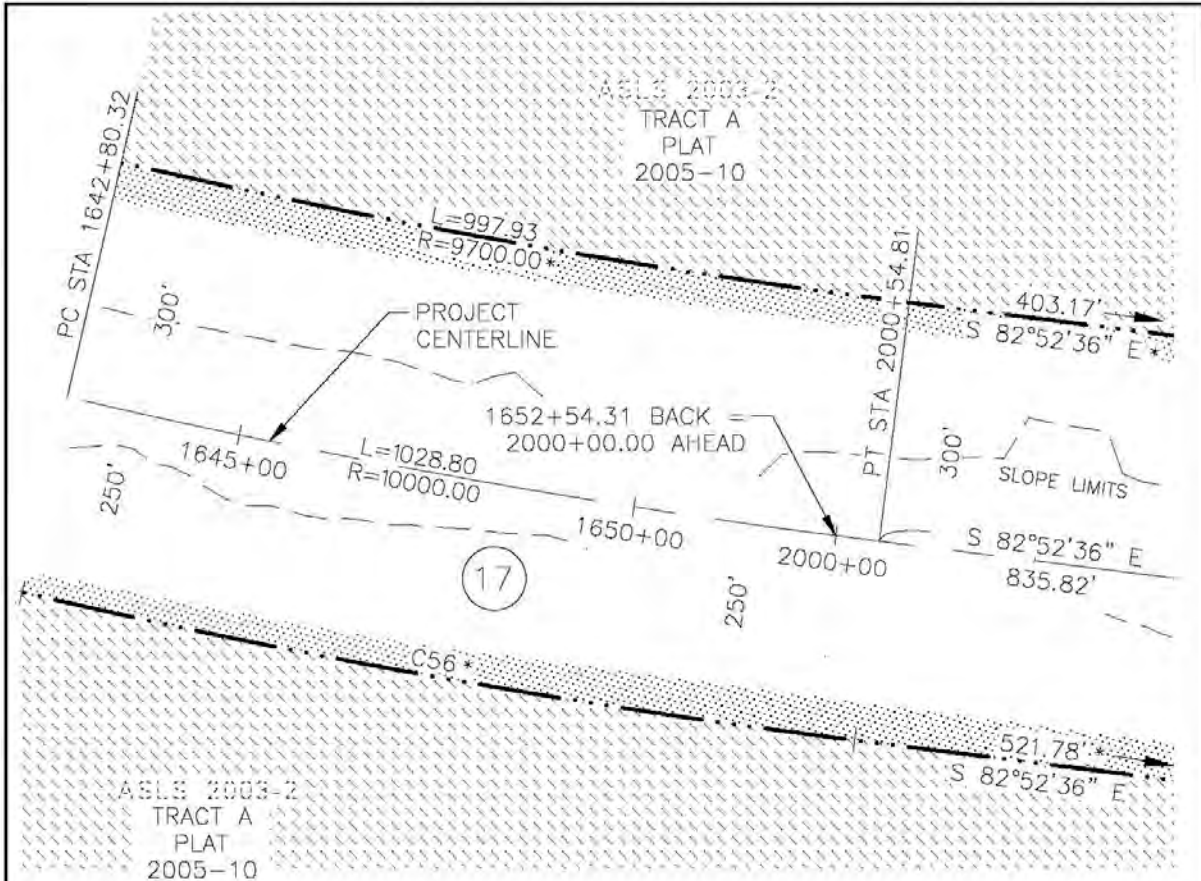 ASLS 2003-2
TRACT A
PLAT
2005-10
PC STA 1642+80.32
L=997.93
R=9700.00*
403.17'
S 82°52'36" E *
300'
PROJECT
CENTERLINE
PT STA 2000+54.81
1652+54.31 BACK =
2000+00.00 AHEAD
300'
SLOPE LIMITS
1645+00
L=1028.80
R=10000.00
250'
1650+00
2000+00
S 82°52'36" E
835.82'
17
250'
C56 *
521.78' *
S 82°52'36" E
ASLS 2003-2
TRACT A
PLAT
2005-10